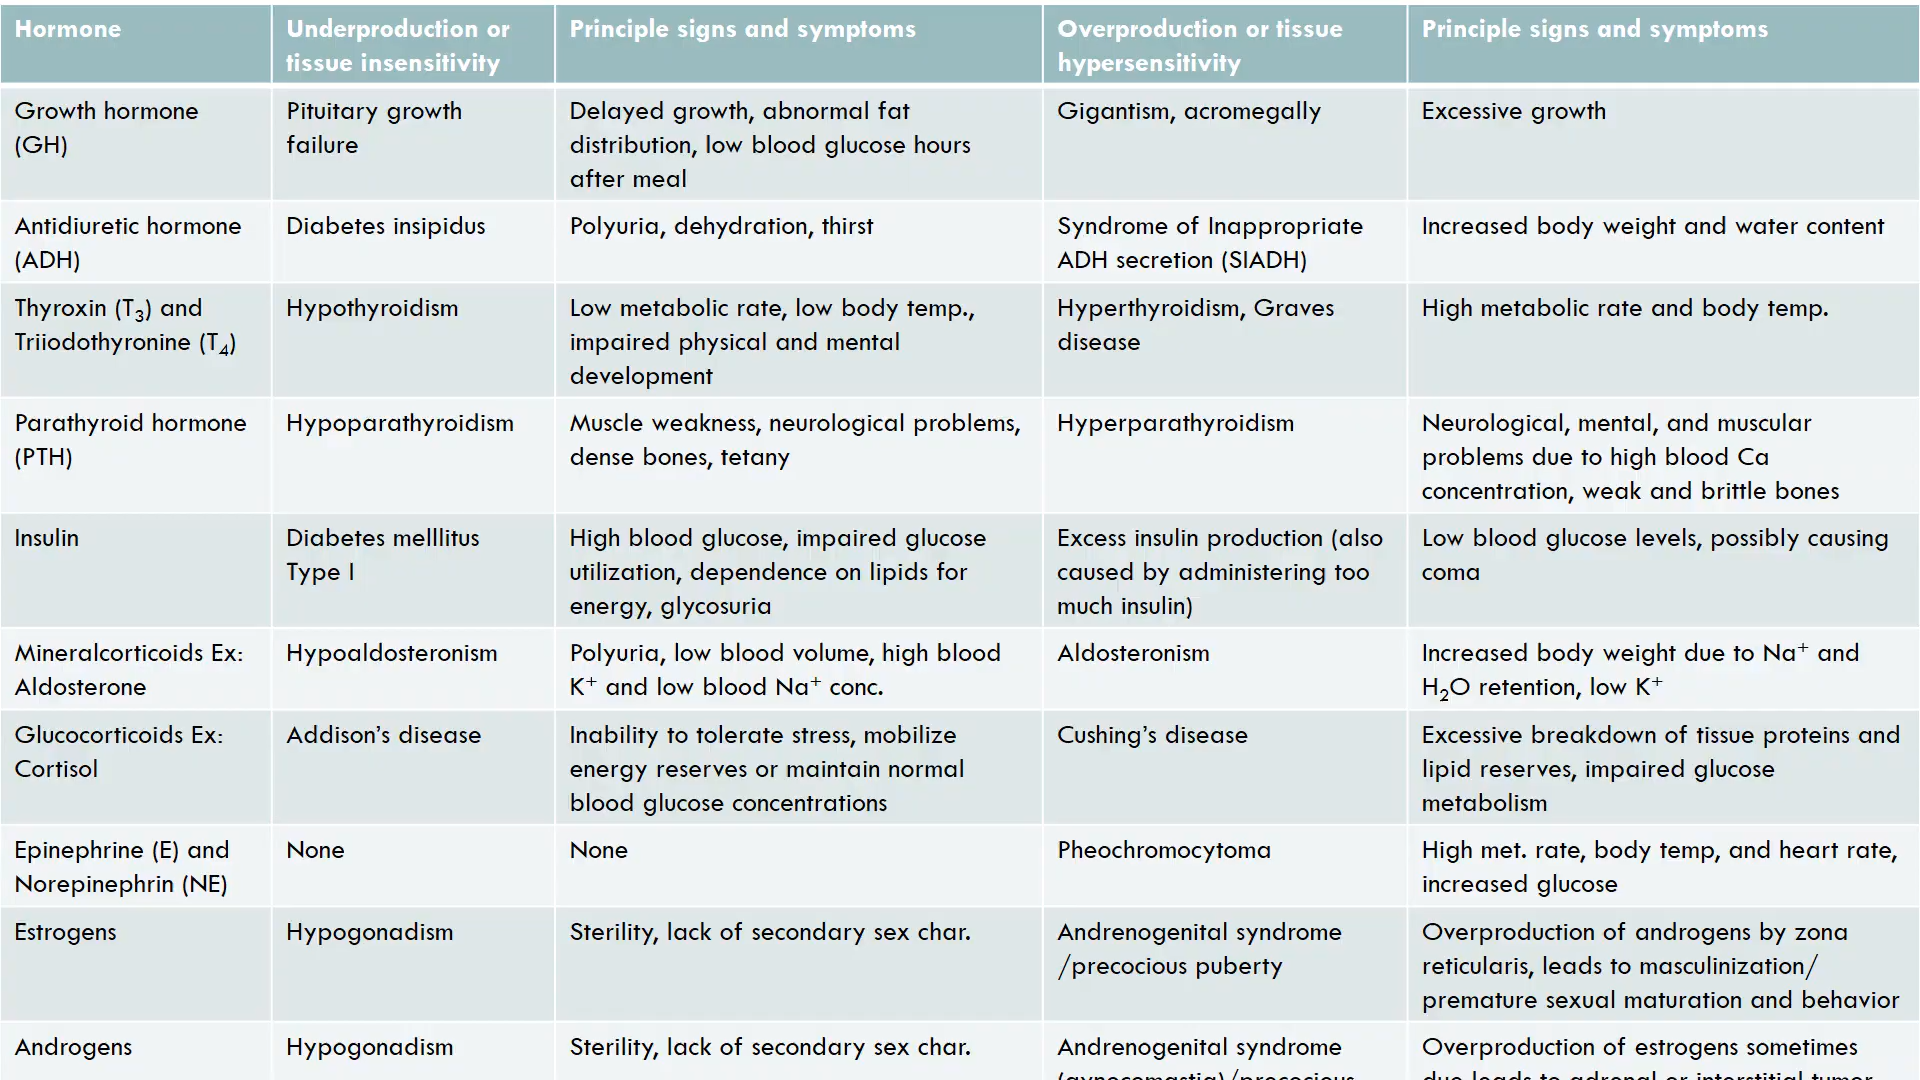 Hormone
Underproduction or
tissue insensitivity
Principle signs and symptoms
Overproduction or tissue
hypersensitivity
Principle signs and symptoms
Growth hormone
(GH)
Pituitary growth
failure
Delayed growth, abnormal fat
distribution, low blood glucose hours
after meal
Gigantism, acromegally
Excessive growth
Antidiuretic hormone
(ADH)
Diabetes insipidus
Polyuria, dehydration, thirst
Syndrome of Inappropriate
ADH secretion (SIADH)
Increased body weight and water content
Thyroxin (T₃) and
Triiodothyronine (T₄)
Hypothyroidism
Low metabolic rate, low body temp.,
impaired physical and mental
development
Hyperthyroidism, Graves
disease
High metabolic rate and body temp.
Parathyroid hormone
(PTH)
Hypoparathyroidism
Muscle weakness, neurological problems,
dense bones, tetany
Hyperparathyroidism
Neurological, mental, and muscular
problems due to high blood Ca
concentration, weak and brittle bones
Insulin
Diabetes melllitus
Type I
High blood glucose, impaired glucose
utilization, dependence on lipids for
energy, glycosuria
Excess insulin production (also
caused by administering too
much insulin)
Low blood glucose levels, possibly causing
coma
Mineralcorticoids Ex:
Aldosterone
Hypoaldosteronism
Polyuria, low blood volume, high blood
K⁺ and low blood Na⁺ conc.
Aldosteronism
Increased body weight due to Na⁺ and
H₂O retention, low K⁺
Glucocorticoids Ex:
Cortisol
Addison’s disease
Inability to tolerate stress, mobilize
energy reserves or maintain normal
blood glucose concentrations
Cushing’s disease
Excessive breakdown of tissue proteins and
lipid reserves, impaired glucose
metabolism
Epinephrine (E) and
Norepinephrin (NE)
None
None
Pheochromocytoma
High met. rate, body temp, and heart rate,
increased glucose
Estrogens
Hypogonadism
Sterility, lack of secondary sex char.
Andrenogenital syndrome
/precocious puberty
Overproduction of androgens by zona
reticularis, leads to masculinization/
premature sexual maturation and behavior
Androgens
Hypogonadism
Sterility, lack of secondary sex char.
Andrenogenital syndrome
(gynecomastia)/precocious
Overproduction of estrogens sometimes
due leads to adrenal or interstitial tumor